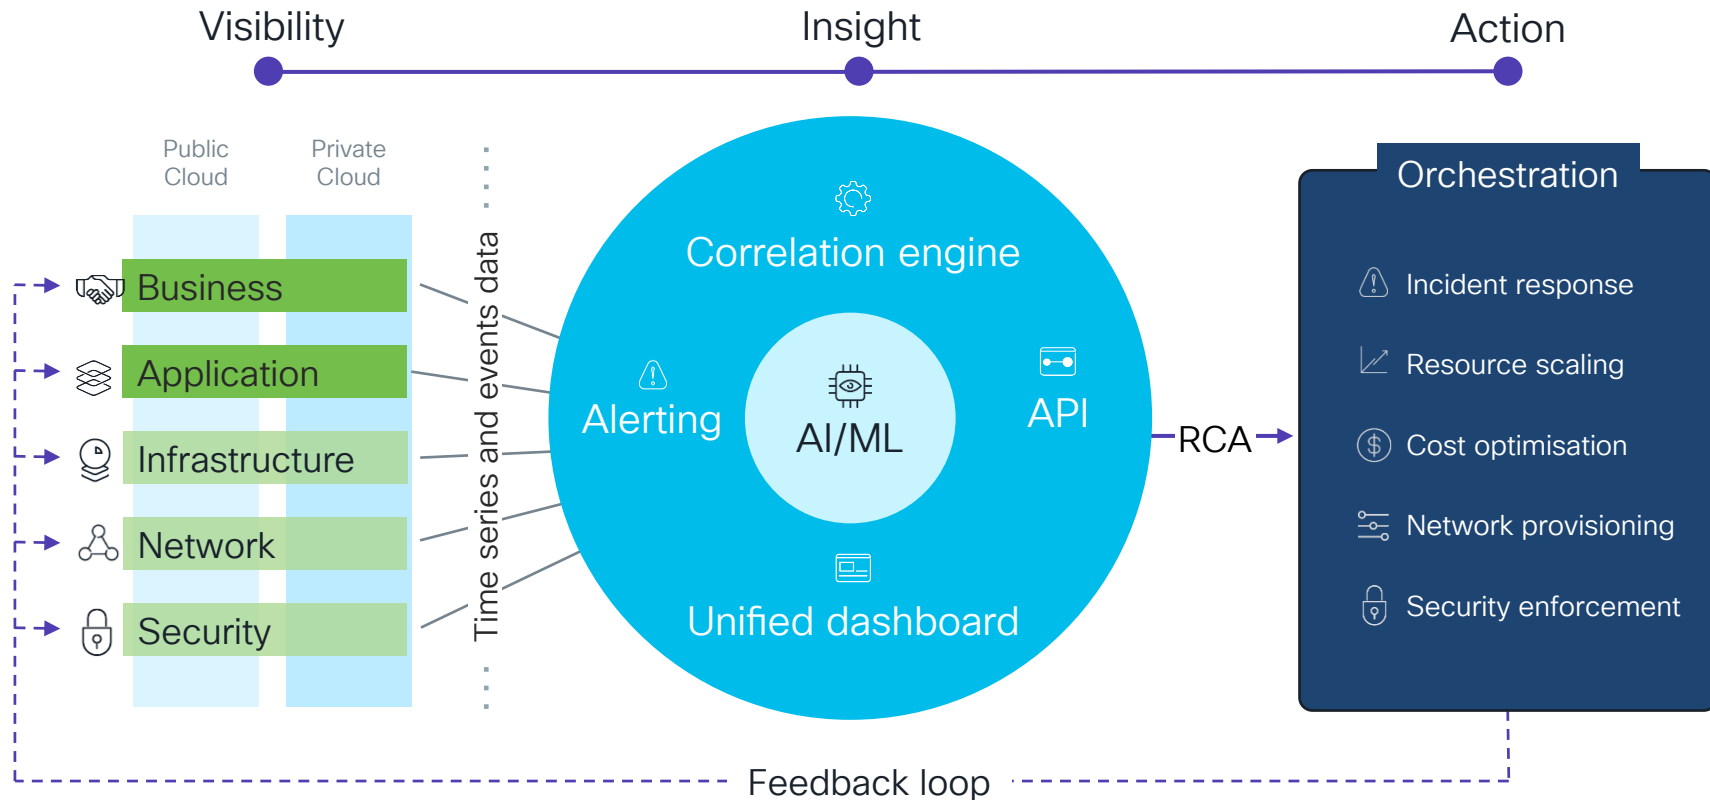 Visibility
Insight
Action
Public
Cloud
Private
Cloud
Business
Application
Infrastructure
Network
Security
Time series and events data
Correlation engine
Alerting
AI/ML
API
Unified dashboard
RCA
Orchestration
Incident response
Resource scaling
Cost optimisation
Network provisioning
Security enforcement
Feedback loop